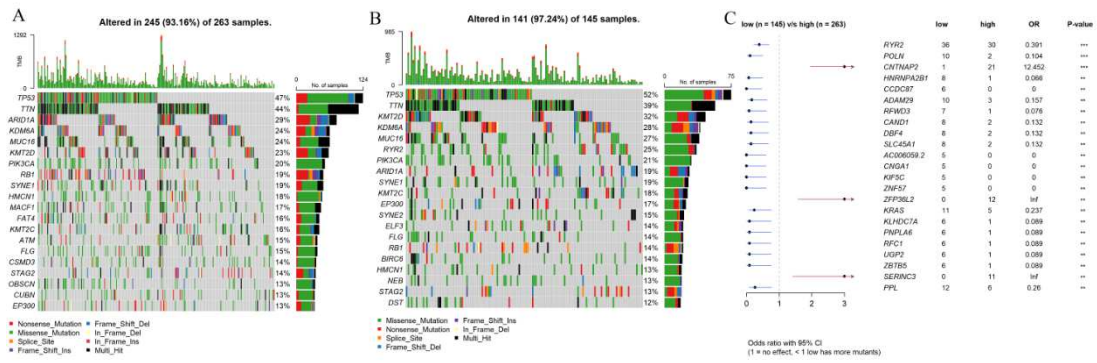 A
Altered in 245 (93.16%) of 263 samples.
1282
TMB
0
No. of samples
0 124
TP53 47%
TTN 44%
ARID1A 29%
KDM6A 24%
MUC16 24%
KMT2D 23%
PIK3CA 20%
RB1 19%
SYNE1 19%
HMCN1 18%
MACF1 16%
FAT4 16%
KMT2C 16%
ATM 15%
FLG 15%
CSMD3 14%
STAG2 14%
OBSCN 13%
CUBN 13%
EP300 13%
Nonsense_Mutation Frame_Shift_Del
Missense_Mutation In_Frame_Del
Splice_Site In_Frame_Ins
Frame_Shift_Ins Multi_Hit
B
Altered in 141 (97.24%) of 145 samples.
985
TMB
0
No. of samples
0 75
TP53 52%
TTN 39%
KMT2D 32%
KDM6A 28%
MUC16 27%
RYR2 25%
PIK3CA 21%
ARID1A 19%
SYNE1 19%
KMT2C 18%
EP300 17%
SYNE2 15%
ELF3 14%
FLG 14%
RB1 14%
BIRC6 14%
HMCN1 13%
NEB 13%
STAG2 13%
DST 12%
Missense_Mutation Frame_Shift_Ins
Nonsense_Mutation In_Frame_Del
Splice_Site Multi_Hit
Frame_Shift_Del
C
low (n = 145) v/s high (n = 263) low high OR P-value
RYR2 36 30 0.391 ***
POLN 10 2 0.104 ***
CNTNAP2 1 21 12.452 ***
HNRNPA2B1 8 1 0.066 **
CCDC87 6 0 0 **
ADAM29 10 3 0.157 **
RFWD3 7 1 0.076 **
CAND1 8 2 0.132 **
DBF4 8 2 0.132 **
SLC45A1 8 2 0.132 **
AC006059.2 5 0 0 **
CNGA1 5 0 0 **
KIF5C 5 0 0 **
ZNF57 5 0 0 **
ZFP36L2 0 12 Inf **
KRAS 11 5 0.237 **
KLHDC7A 6 1 0.089 **
PNPLA6 6 1 0.089 **
RFC1 6 1 0.089 **
UGP2 6 1 0.089 **
ZBTB5 6 1 0.089 **
SERINC3 0 11 Inf **
PPL 12 6 0.26 **
0 1 2 3
Odds ratio with 95% CI
(1 = no effect, < 1 low has more mutants)